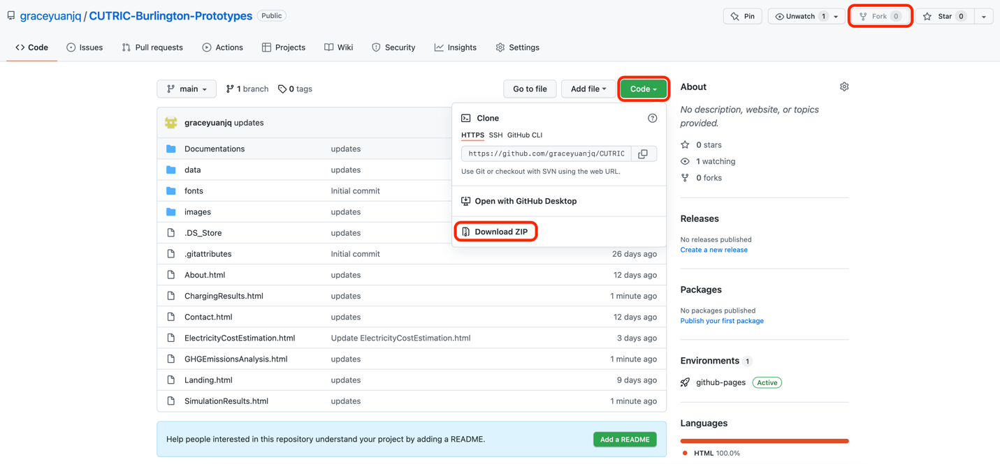 graceyuanjq / CUTRIC-Burlington-Prototypes Public
Pin
Unwatch 1
Fork 0
Star 0
Code
Issues
Pull requests
Actions
Projects
Wiki
Security
Insights
Settings
main
1 branch
0 tags
Go to file
Add file
Code
graceyuanjq updates
Documentations updates
data updates
fonts Initial commit
images updates
.DS_Store updates
.gitattributes Initial commit 26 days ago
About.html updates 12 days ago
ChargingResults.html updates 1 minute ago
Contact.html updates 12 days ago
ElectricityCostEstimation.html Update ElectricityCostEstimation.html 3 days ago
GHGEmissionsAnalysis.html updates 1 minute ago
Landing.html updates 9 days ago
SimulationResults.html updates 1 minute ago
Clone
HTTPS SSH GitHub CLI
https://github.com/graceyuanjq/CUTRIC
Use Git or checkout with SVN using the web URL.
Open with GitHub Desktop
Download ZIP
Help people interested in this repository understand your project by adding a README.
Add a README
About
No description, website, or topics
provided.
0 stars
1 watching
0 forks
Releases
No releases published
Create a new release
Packages
No packages published
Publish your first package
Environments 1
github-pages Active
Languages
HTML 100.0%